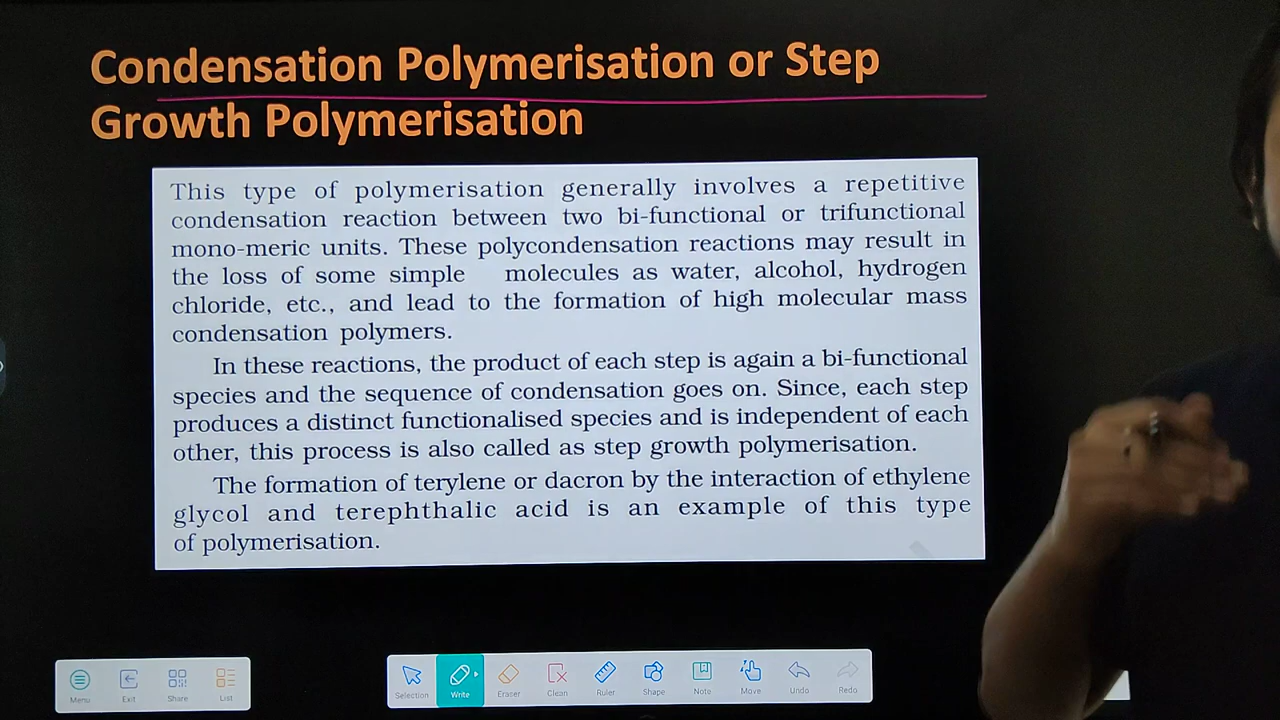 Condensation Polymerisation or Step
Growth Polymerisation
This type of polymerisation generally involves a repetitive
condensation reaction between two bi-functional or trifunctional
mono-meric units. These polycondensation reactions may result in
the loss of some simple molecules as water, alcohol, hydrogen
chloride, etc., and lead to the formation of high molecular mass
condensation polymers.
In these reactions, the product of each step is again a bi-functional
species and the sequence of condensation goes on. Since, each step
produces a distinct functionalised species and is independent of each
other, this process is also called as step growth polymerisation.
The formation of terylene or dacron by the interaction of ethylene
glycol and terephthalic acid is an example of this type
of polymerisation.
Menu Exit Share List Selection Write Eraser Clean Ruler Shape Note Move Undo Redo